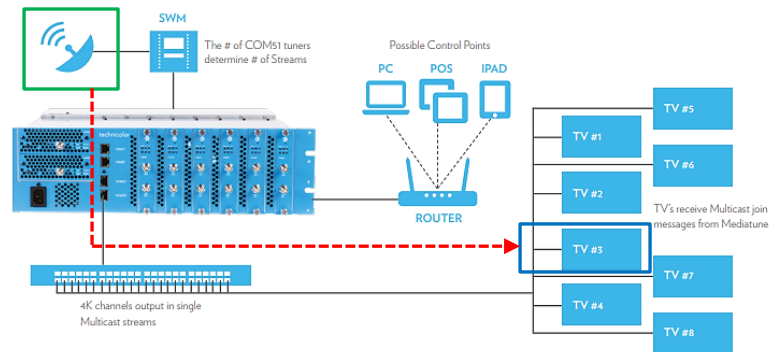 SWM
The # of COM51 tuners
determine # of Streams
Possible Control Points
PC
POS
IPAD
technicolor
ROUTER
TV #5
TV #1
TV #6
TV #2
TV's receive Multicast join
messages from Mediatune
TV #3
TV #7
TV #4
TV #8
4K channels output in single
Multicast streams